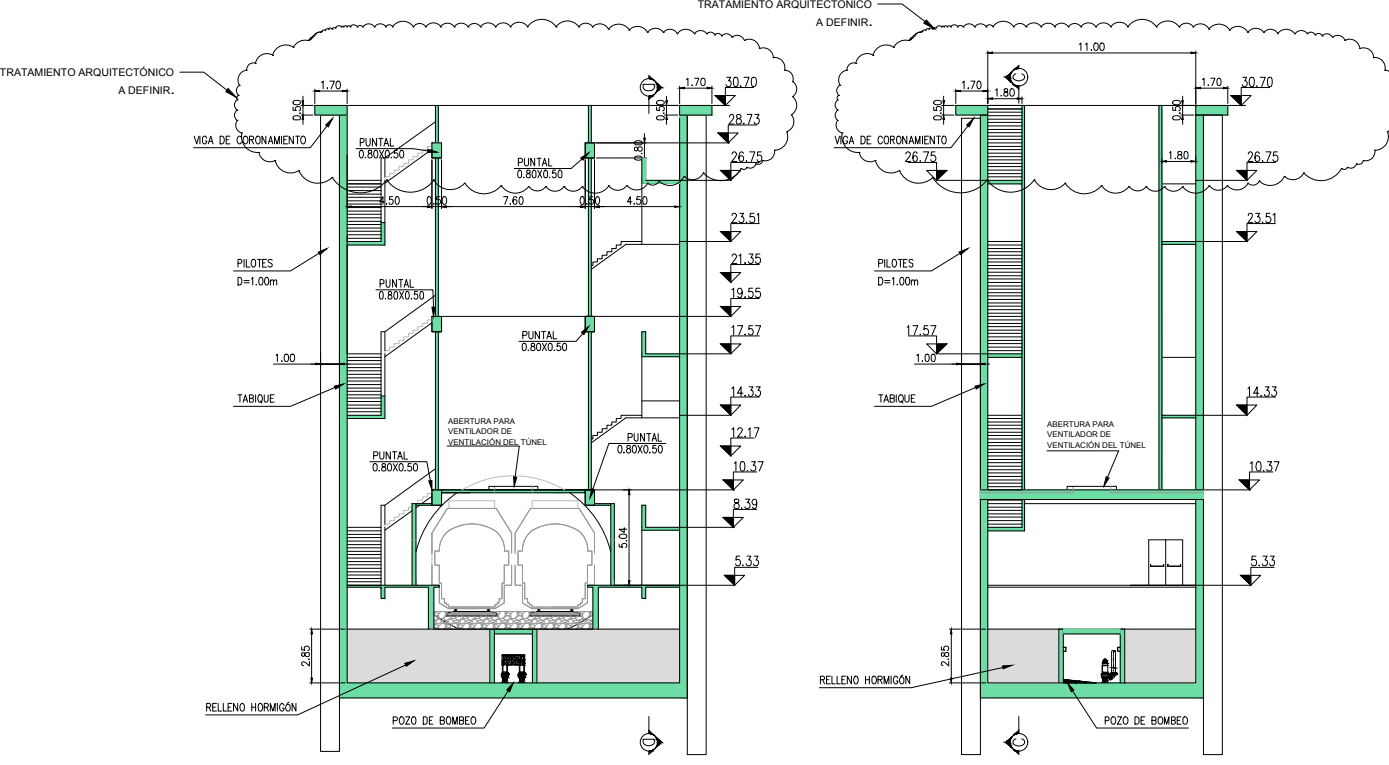 TRATAMIENTO ARQUITECTÓNICO
A DEFINIR.
1.70
0.50
VIGA DE CORONAMIENTO
PUNTAL
0.80X0.50
PUNTAL
0.80X0.50
D
0.50
1.70
0.80
30.70
28.73
26.75
4.50
0.50
7.60
0.50
4.50
23.51
PILOTES
D=1.00m
21.35
PUNTAL
0.80X0.50
19.55
PUNTAL
0.80X0.50
17.57
1.00
TABIQUE
14.33
ABERTURA PARA
VENTILADOR DE
VENTILACIÓN DEL TÚNEL
12.17
PUNTAL
0.80X0.50
PUNTAL
0.80X0.50
10.37
8.39
5.04
5.33
2.85
RELLENO HORMIGÓN
POZO DE BOMBEO
D
TRATAMIENTO ARQUITECTÓNICO
A DEFINIR.
11.00
C
1.70
1.80
0.50
0.50
1.70
30.70
VIGA DE CORONAMIENTO
26.75
1.80
26.75
23.51
PILOTES
D=1.00m
17.57
1.00
TABIQUE
14.33
ABERTURA PARA
VENTILADOR DE
VENTILACIÓN DEL TÚNEL
10.37
5.33
2.85
RELLENO HORMIGÓN
POZO DE BOMBEO
C